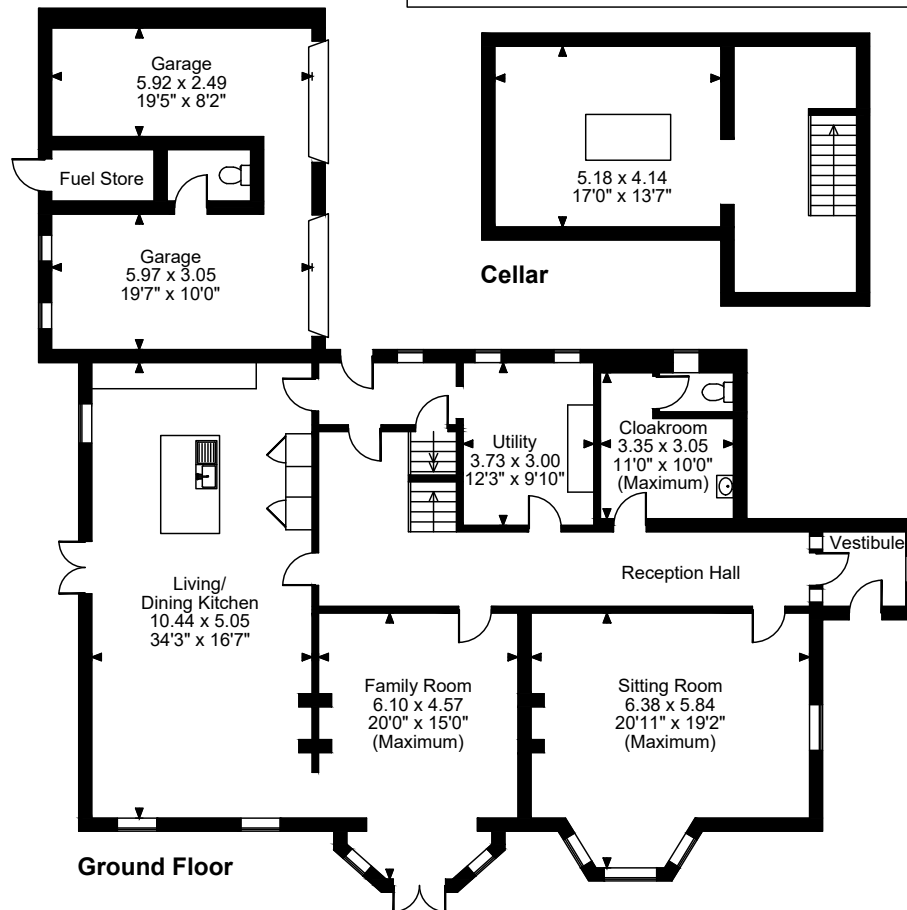 Garage
5.92 x 2.49
19'5" x 8'2"
Fuel Store
Garage
5.97 x 3.05
19'7" x 10'0"
5.18 x 4.14
17'0" x 13'7"
Cellar
Utility
3.73 x 3.00
12'3" x 9'10"
Cloakroom
3.35 x 3.05
11'0" x 10'0"
(Maximum)
Vestibule
Reception Hall
Living/
Dining Kitchen
10.44 x 5.05
34'3" x 16'7"
Family Room
6.10 x 4.57
20'0" x 15'0"
(Maximum)
Sitting Room
6.38 x 5.84
20'11" x 19'2"
(Maximum)
Ground Floor